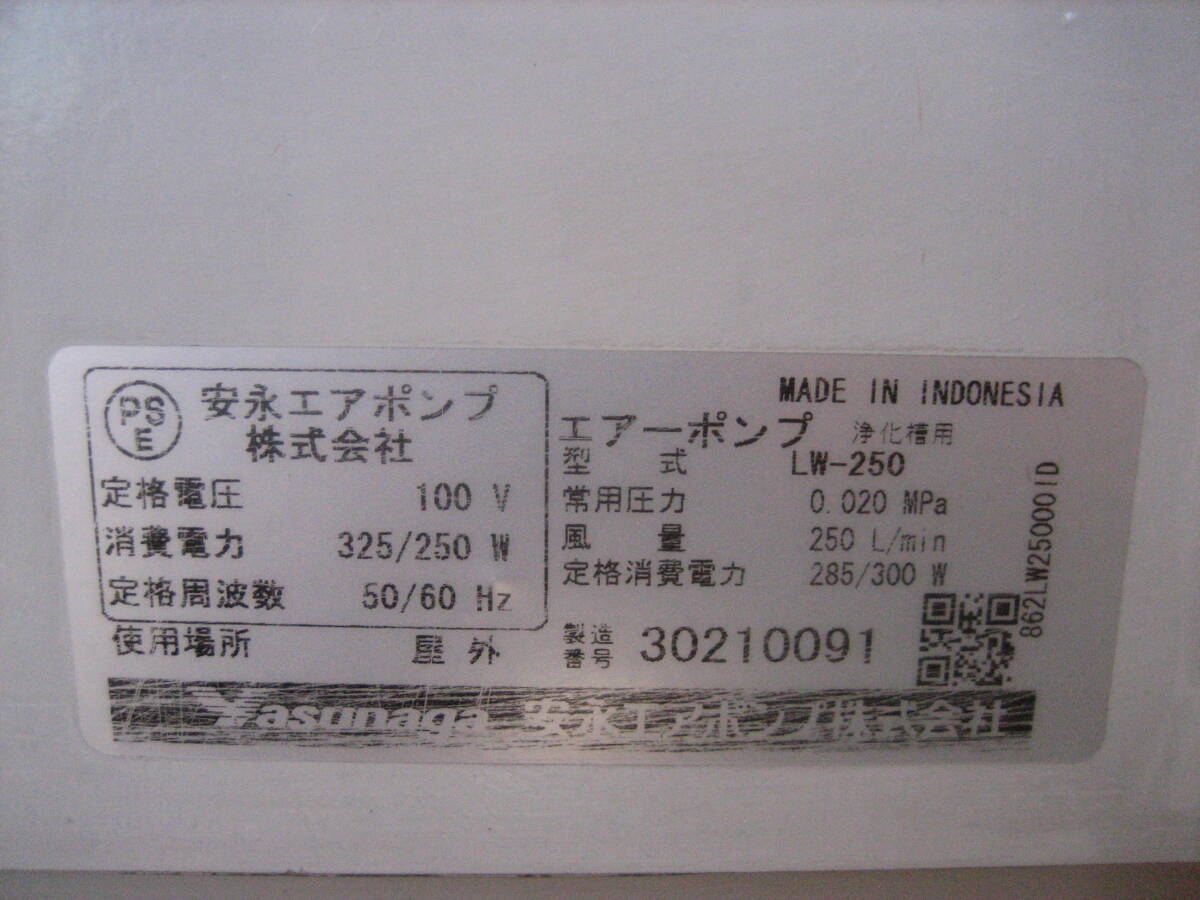 PS
E
安永エアポンプ
株式会社
定格電圧 100 V
消費電力 325/250 W
定格周波数 50/60 Hz
使用場所 屋外
MADE IN INDONESIA
エアーポンプ 浄化槽用
型式 LW-250
常用圧力 0.020 MPa
風量 250 L/min
定格消費電力 285/300 W
製造
番号 30210091
862LW25000ID
Yasunaga 安永エアポンプ株式会社